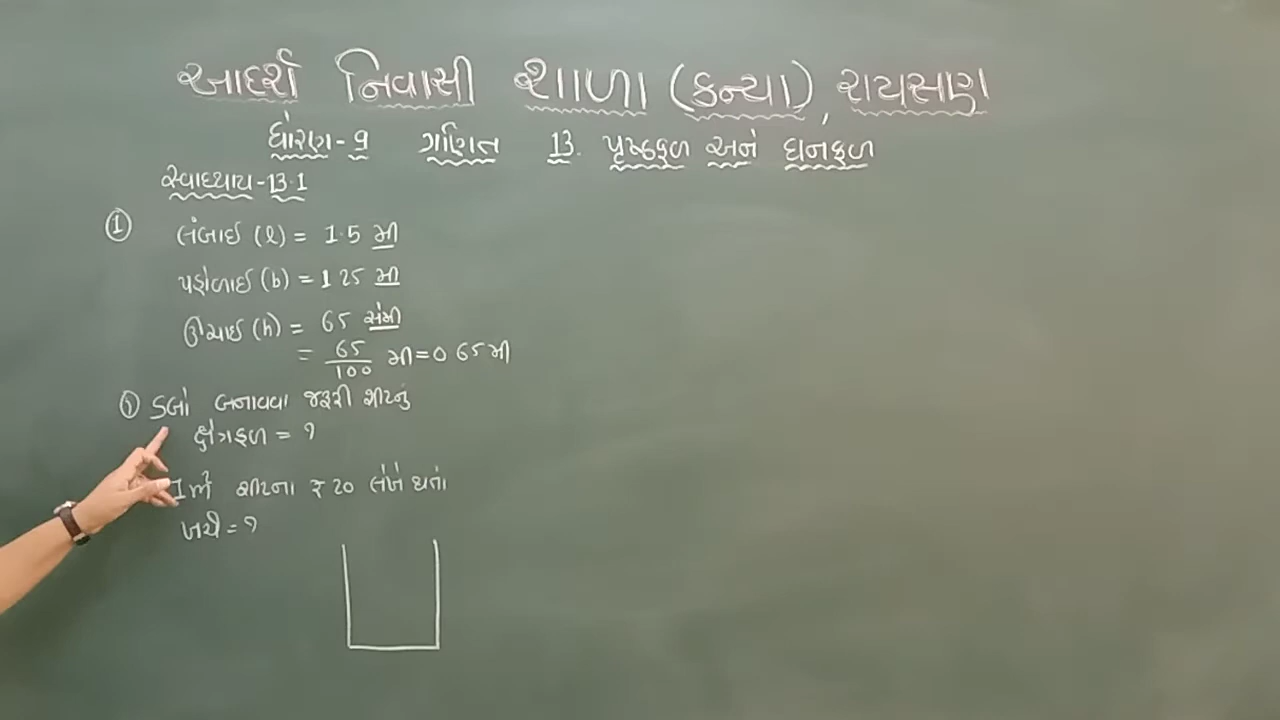 આદર્શ નિવાસી શાળા (કન્યા), રાયસણ
ધોરણ-9 ગણિત 13. પૃષ્ઠફળ અને ઘનફળ
સ્વાધ્યાય-13.1
① લંબાઈ (l) = 1.5 મી
પહોળાઈ (b) = 1.25 મી
ઊંચાઈ (h) = 65 સેમી
= 65/100 મી = 0.65 મી
① ડબો બનાવવા જરૂરી શીટનું
ક્ષેત્રફળ = ?
1મી² શીટના ₹ 20 લેખે થતો
ખર્ચ = ?